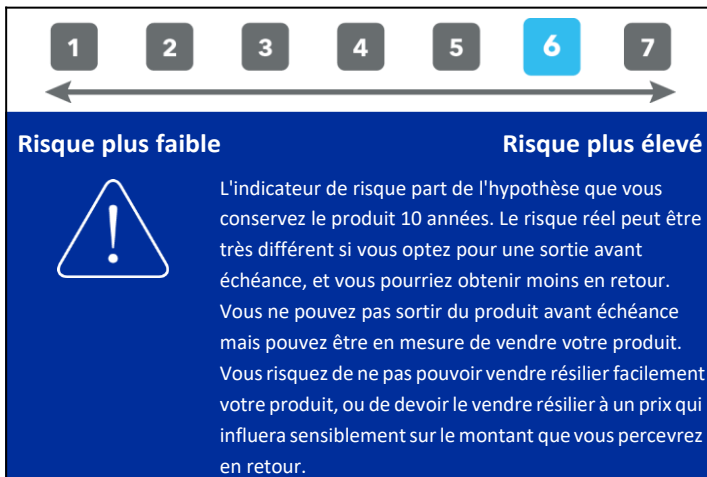 1 2 3 4 5 6 7
Risque plus faible Risque plus élevé
L'indicateur de risque part de l'hypothèse que vous
conservez le produit 10 années. Le risque réel peut être
très différent si vous optez pour une sortie avant
échéance, et vous pourriez obtenir moins en retour.
Vous ne pouvez pas sortir du produit avant échéance
mais pouvez être en mesure de vendre votre produit.
Vous risquez de ne pas pouvoir vendre résilier facilement
votre produit, ou de devoir le vendre résilier à un prix qui
influera sensiblement sur le montant que vous percevrez
en retour.